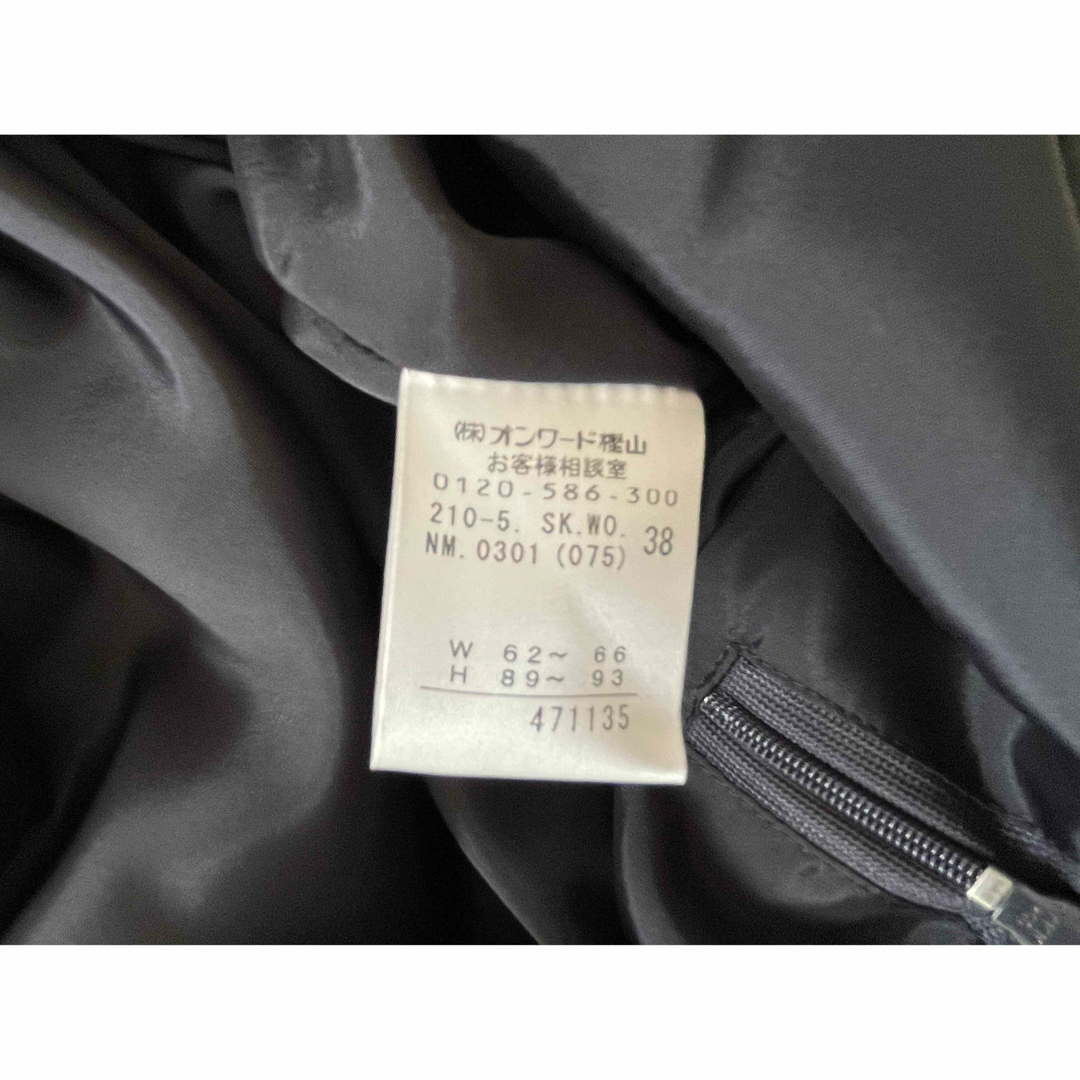 (株)オンワード樫山
お客様相談室
0120-586-300
210-5. SK.WO. 38
NM. 0301 (075)
W 62~ 66
H 89~ 93
471135